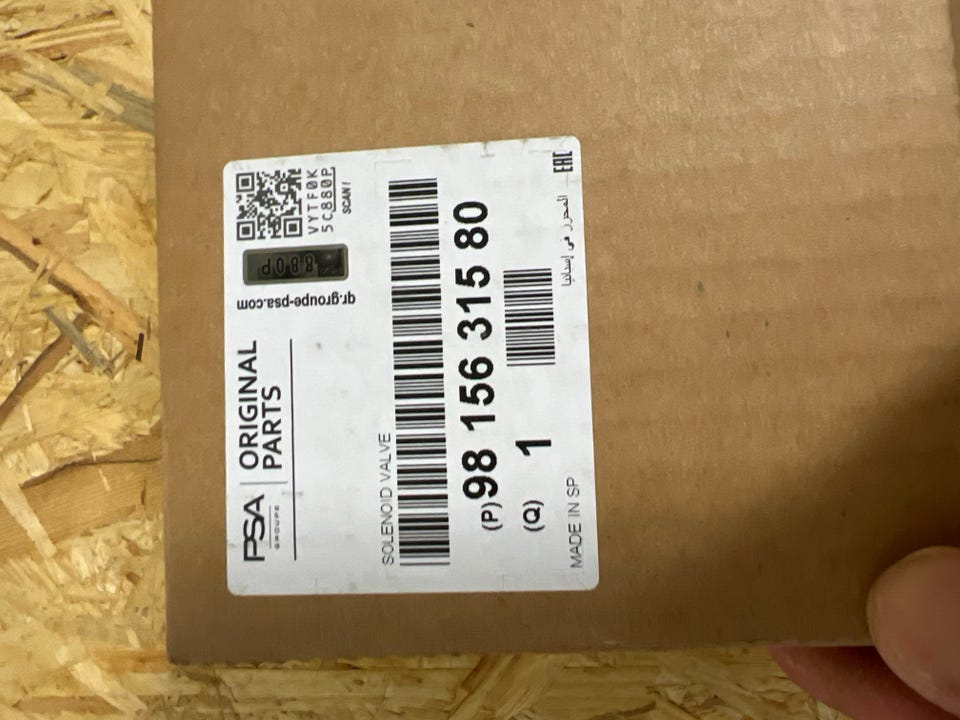 PSA
GROUPE
ORIGINAL
PARTS
qr.groupe-psa.com
880P
VYTF0K
5C880P
SCAN!
SOLENOID VALVE
(P) 98 156 315 80
(Q) 1
MADE IN SP
في إسبانيا
EAC